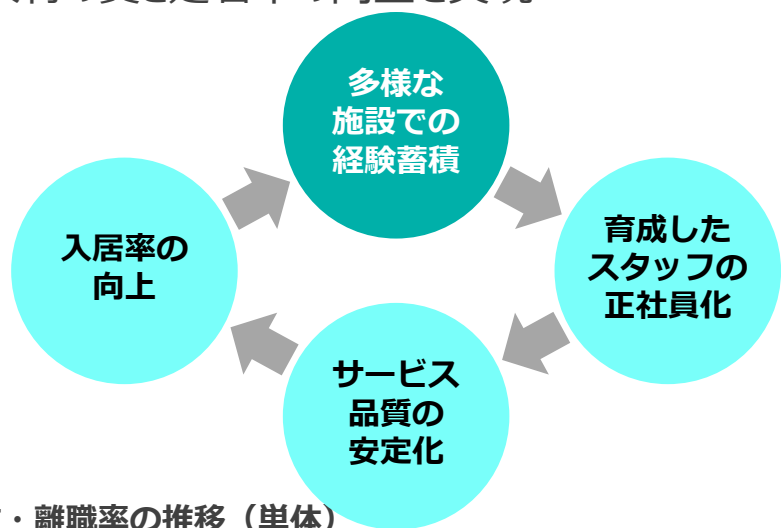 多様な
施設での
経験蓄積
入居率の
向上
育成した
スタッフの
正社員化
サービス
品質の
安定化
・離職率の推移（単体）